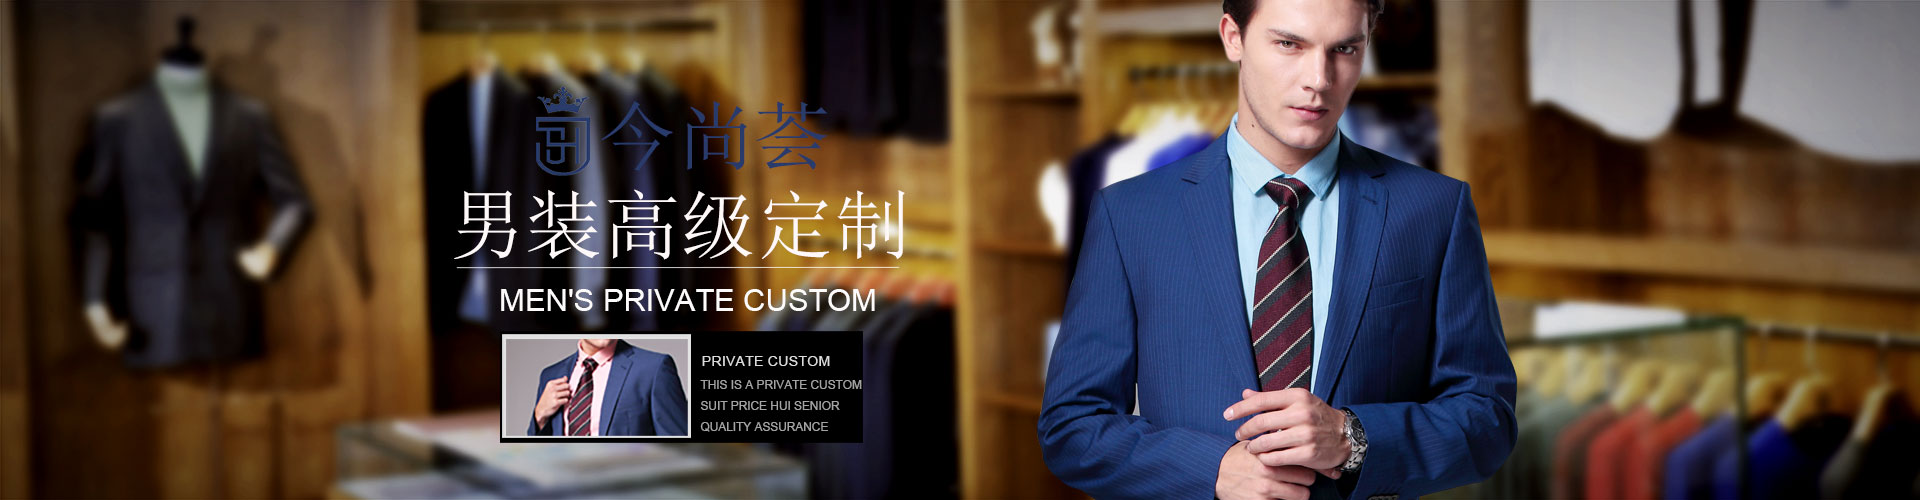 今尚荟
男装高级定制
MEN'S PRIVATE CUSTOM
PRIVATE CUSTOM
THIS IS A PRIVATE CUSTOM
SUIT PRICE HUI SENIOR
QUALITY ASSURANCE